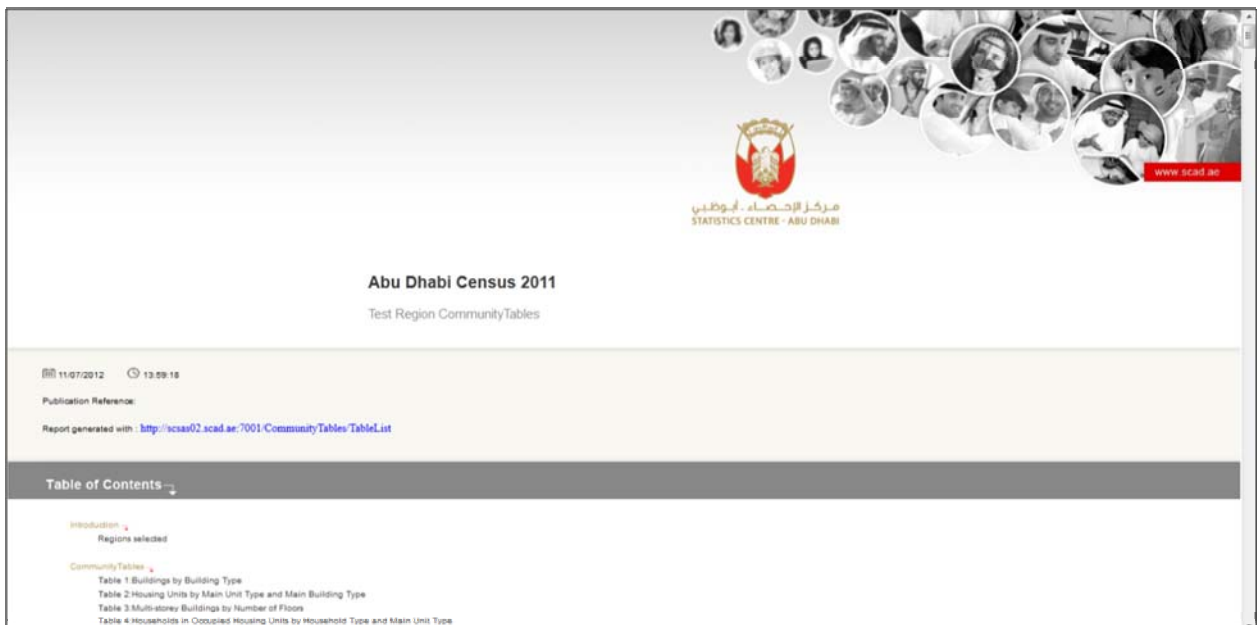 www.scad.ae
مركز الإحصاء . أبوظبي
STATISTICS CENTRE - ABU DHABI
Abu Dhabi Census 2011
Test Region CommunityTables
11/07/2012 13:59:18
Publication Reference:
Report generated with : http://scsas02.scad.ae:7001/CommunityTables/TableList
Table of Contents
Introduction
Regions selected
CommunityTables
Table 1:Buildings by Building Type
Table 2:Housing Units by Main Unit Type and Main Building Type
Table 3:Multi-storey Buildings by Number of Floors
Table 4:Households in Occupied Housing Units by Household Type and Main Unit Type